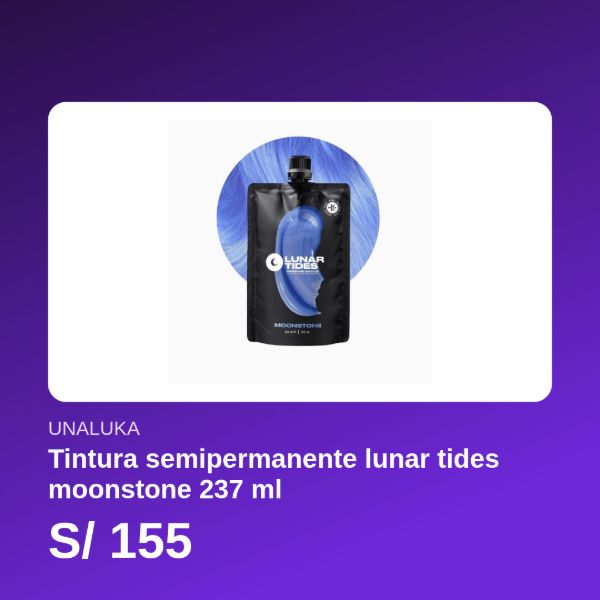 LUNAR
TIDES
MOONSTONE
UNALUKA
Tintura semipermanente lunar tides
moonstone 237 ml
S/ 155